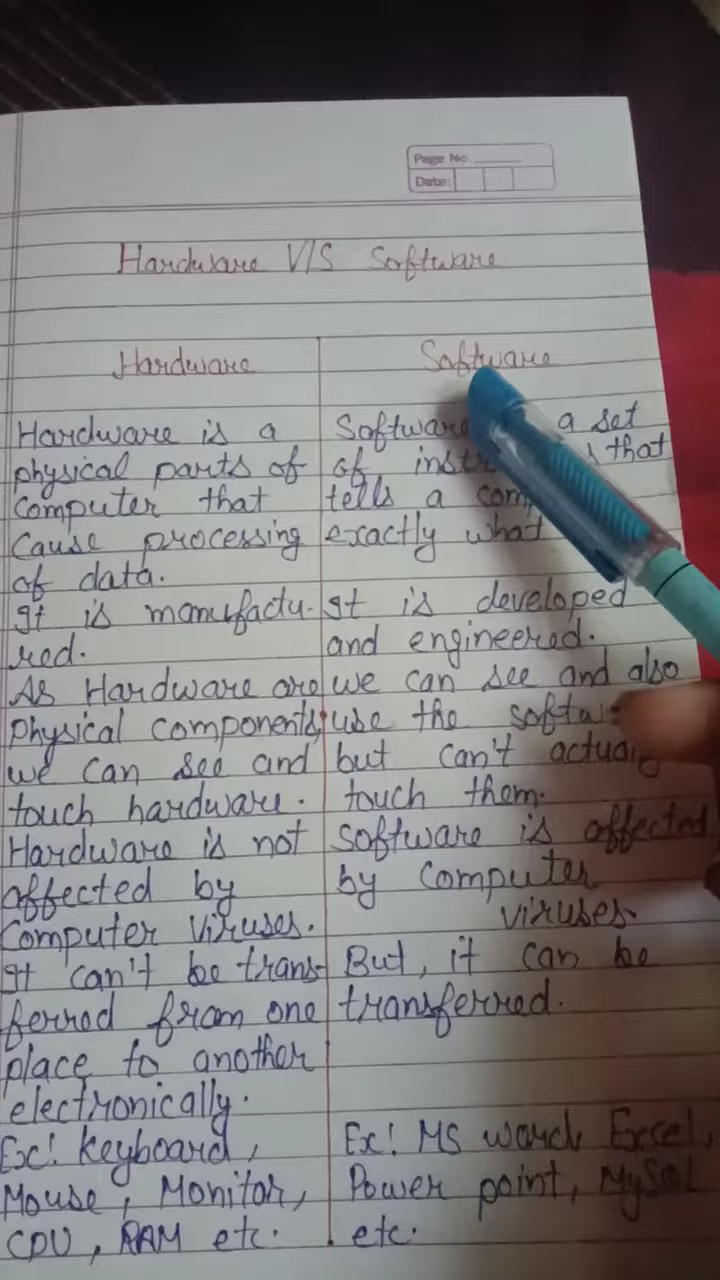 Page No.
Date:
Hardware V/S Software
Hardware
Software
Hardware is a
physical parts of
computer that
cause processing
of data.
It is manufactu-
red.
As Hardware are
physical components,
we can see and
touch hardware.
Hardware is not
affected by
computer viruses.
It can't be trans-
ferred from one
place to another
electronically.
Ex: keyboard,
Mouse, Monitor,
CPU, RAM etc.
Software a set
of that
tells a
exactly what
It is developed
and engineered.
we can see and also
use the
but can't
touch them.
Software is affected
by computer
viruses.
But, it can be
transferred.
Ex: MS word, Excel,
Power point, MySQL
etc.